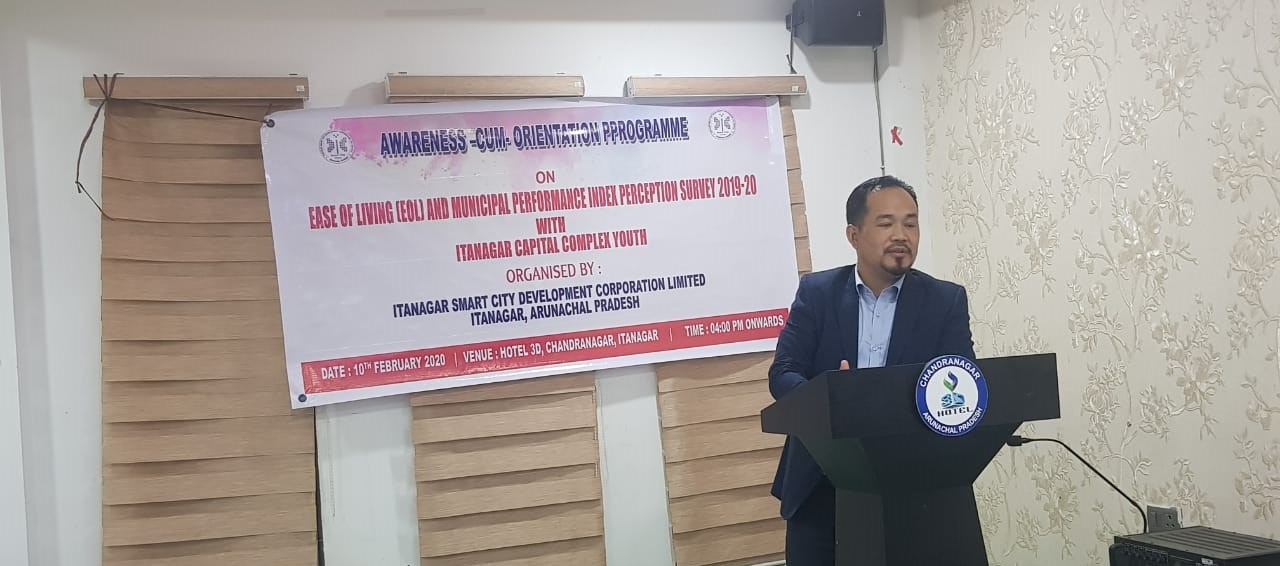 AWARENESS -CUM- ORIENTATION PPROGRAMME
ON
EASE OF LIVING (EOL) AND MUNICIPAL PERFORMANCE INDEX PERCEPTION SURVEY 2019-20
WITH
ITANAGAR CAPITAL COMPLEX YOUTH
ORGANISED BY :
ITANAGAR SMART CITY DEVELOPMENT CORPORATION LIMITED
ITANAGAR, ARUNACHAL PRADESH
DATE : 10TH FEBRUARY 2020 | VENUE : HOTEL 3D, CHANDRANAGAR, ITANAGAR | TIME : 04:00 PM ONWARDS
CHANDRANAGAR
3D
HOTEL
ARUNACHAL PRADESH